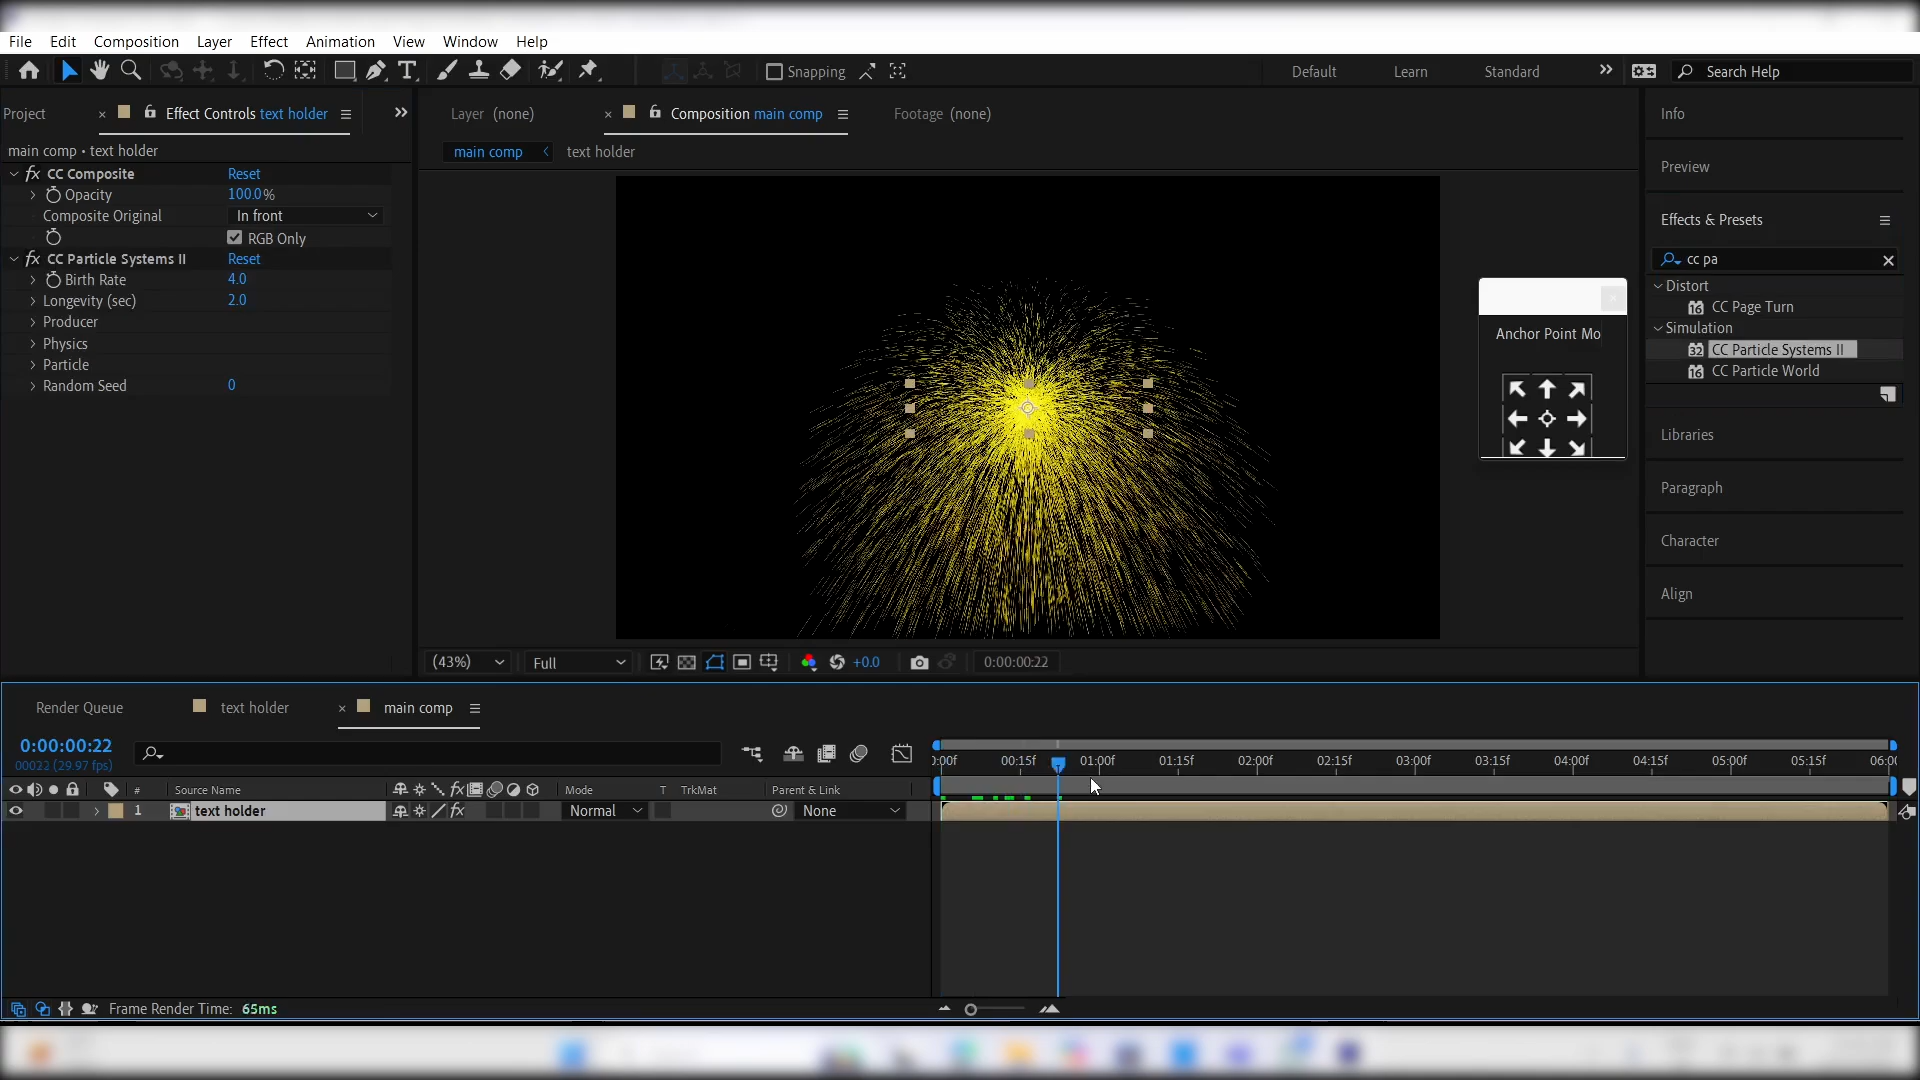 File Edit Composition Layer Effect Animation View Window Help
Snapping Default Learn Standard Search Help
Project Effect Controls text holder
Layer (none) Composition main comp Footage (none)
main comp • text holder
main comp text holder
fx CC Composite Reset
Opacity 100.0%
Composite Original In front
RGB Only
fx CC Particle Systems II Reset
Birth Rate 4.0
Longevity (sec) 2.0
Producer
Physics
Particle
Random Seed 0
Anchor Point Mo
Info
Preview
Effects & Presets
cc pa
Distort
16 CC Page Turn
Simulation
32 CC Particle Systems II
16 CC Particle World
Libraries
Paragraph
Character
Align
(43%) Full +0.0 0:00:00:22
Render Queue text holder main comp
0:00:00:22
00022 (29.97 fps)
):00f 00:15f 01:00f 01:15f 02:00f 02:15f 03:00f 03:15f 04:00f 04:15f 05:00f 05:15f 06:00
# Source Name fx Mode T TrkMat Parent & Link
1 text holder fx Normal None
Frame Render Time: 65ms